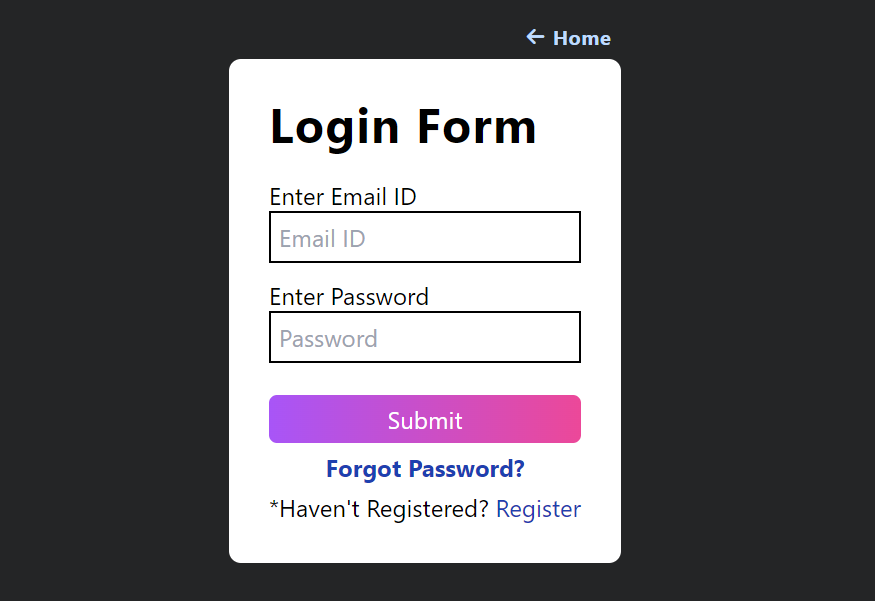 ← Home
Login Form
Enter Email ID
Email ID
Enter Password
Password
Submit
Forgot Password?
*Haven't Registered? Register